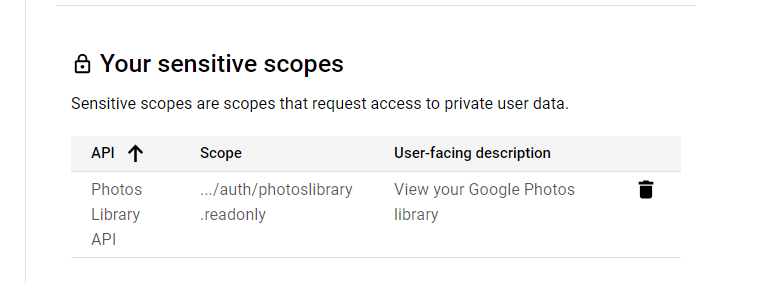 Your sensitive scopes
Sensitive scopes are scopes that request access to private user data.
API Scope User-facing description
Photos .../auth/photoslibrary View your Google Photos
Library .readonly library
API